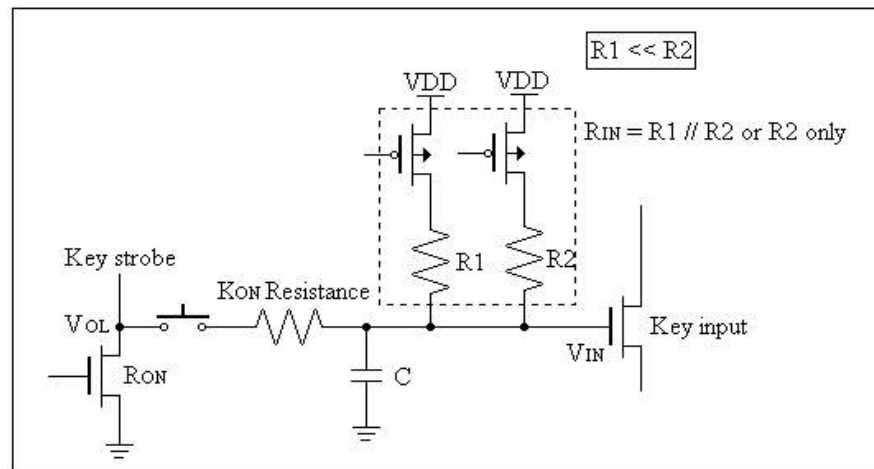 R1 << R2
VDD VDD
RIN = R1 // R2 or R2 only
Key strobe
R1 R2
KON Resistance
VOL
Key input
VIN
RON
C